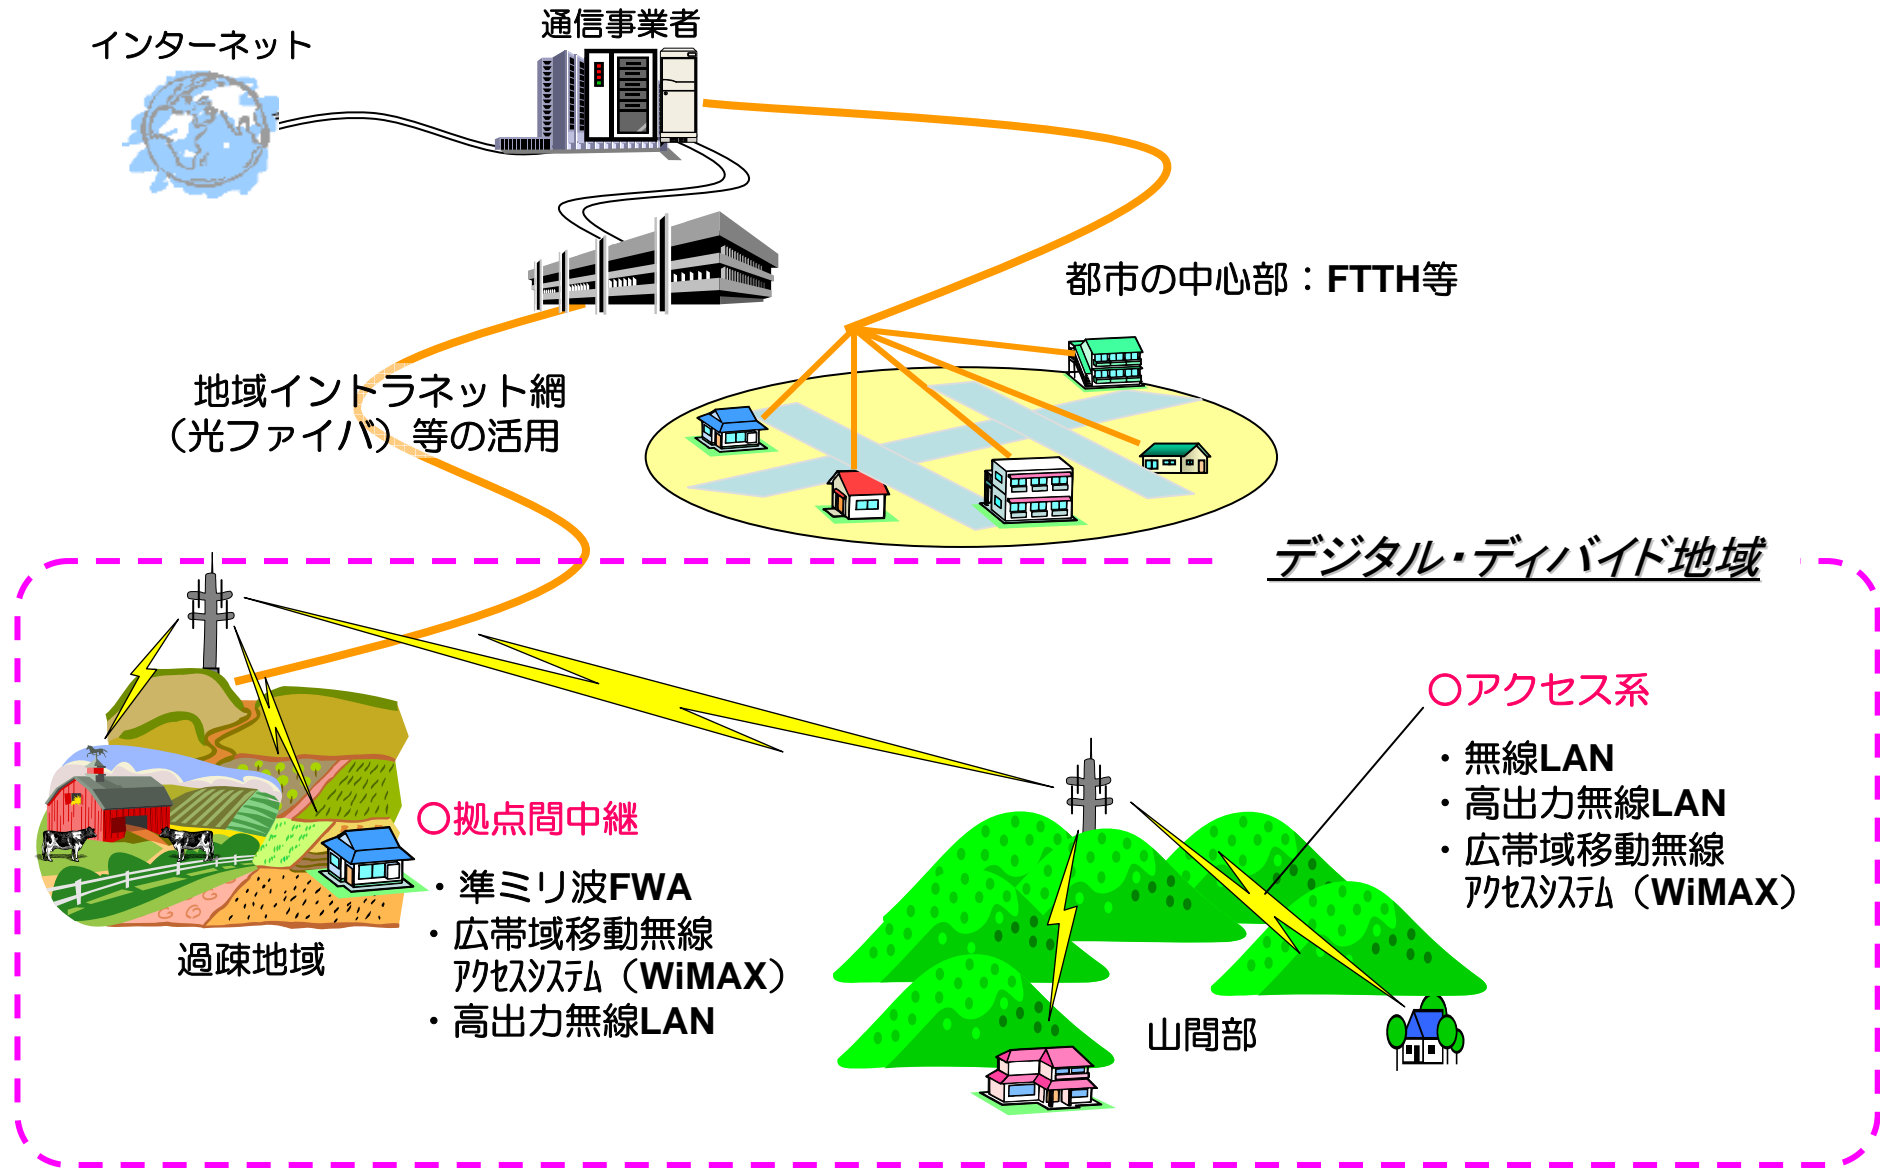 インターネット
通信事業者
都市の中心部：FTTH等
地域イントラネット網
（光ファイバ）等の活用
デジタル・ディバイド地域
〇アクセス系
・無線LAN
・高出力無線LAN
・広帯域移動無線
ｱｸｾｽｼｽﾃﾑ（WiMAX）
〇拠点間中継
・準ミリ波FWA
・広帯域移動無線
ｱｸｾｽｼｽﾃﾑ（WiMAX）
・高出力無線LAN
過疎地域
山間部